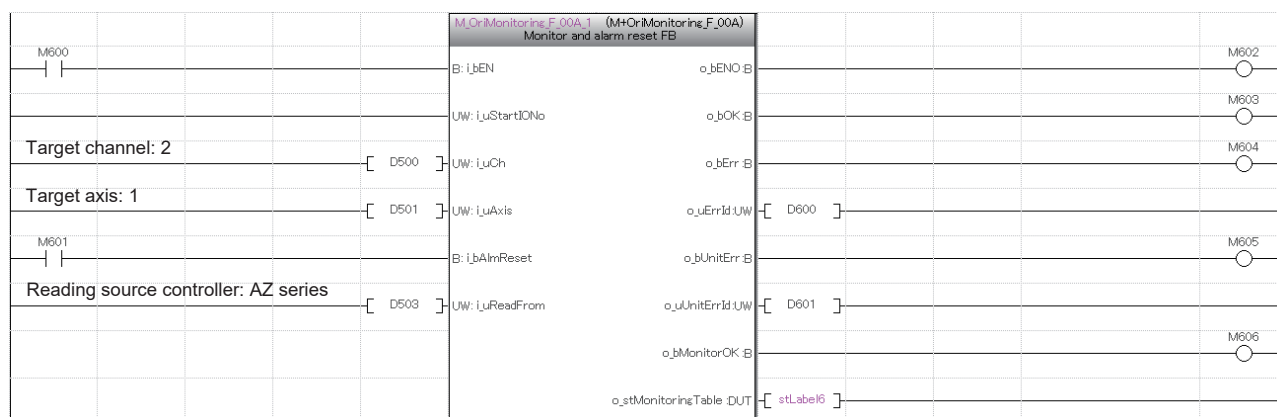 M_OriMonitoring_F_00A_1 (M+OriMonitoring_F_00A)
Monitor and alarm reset FB
M600
B: i_bEN
o_bENO:B
M602
UW: i_uStartIONo
o_bOK:B
M603
Target channel: 2
D500
UW: i_uCh
o_bErr:B
M604
Target axis: 1
D501
UW: i_uAxis
o_uErrId:UW
D600
M601
B: i_bAlmReset
o_bUnitErr:B
M605
Reading source controller: AZ series
D503
UW: i_uReadFrom
o_uUnitErrId:UW
D601
o_bMonitorOK:B
M606
o_stMonitoringTable :DUT
stLabel6